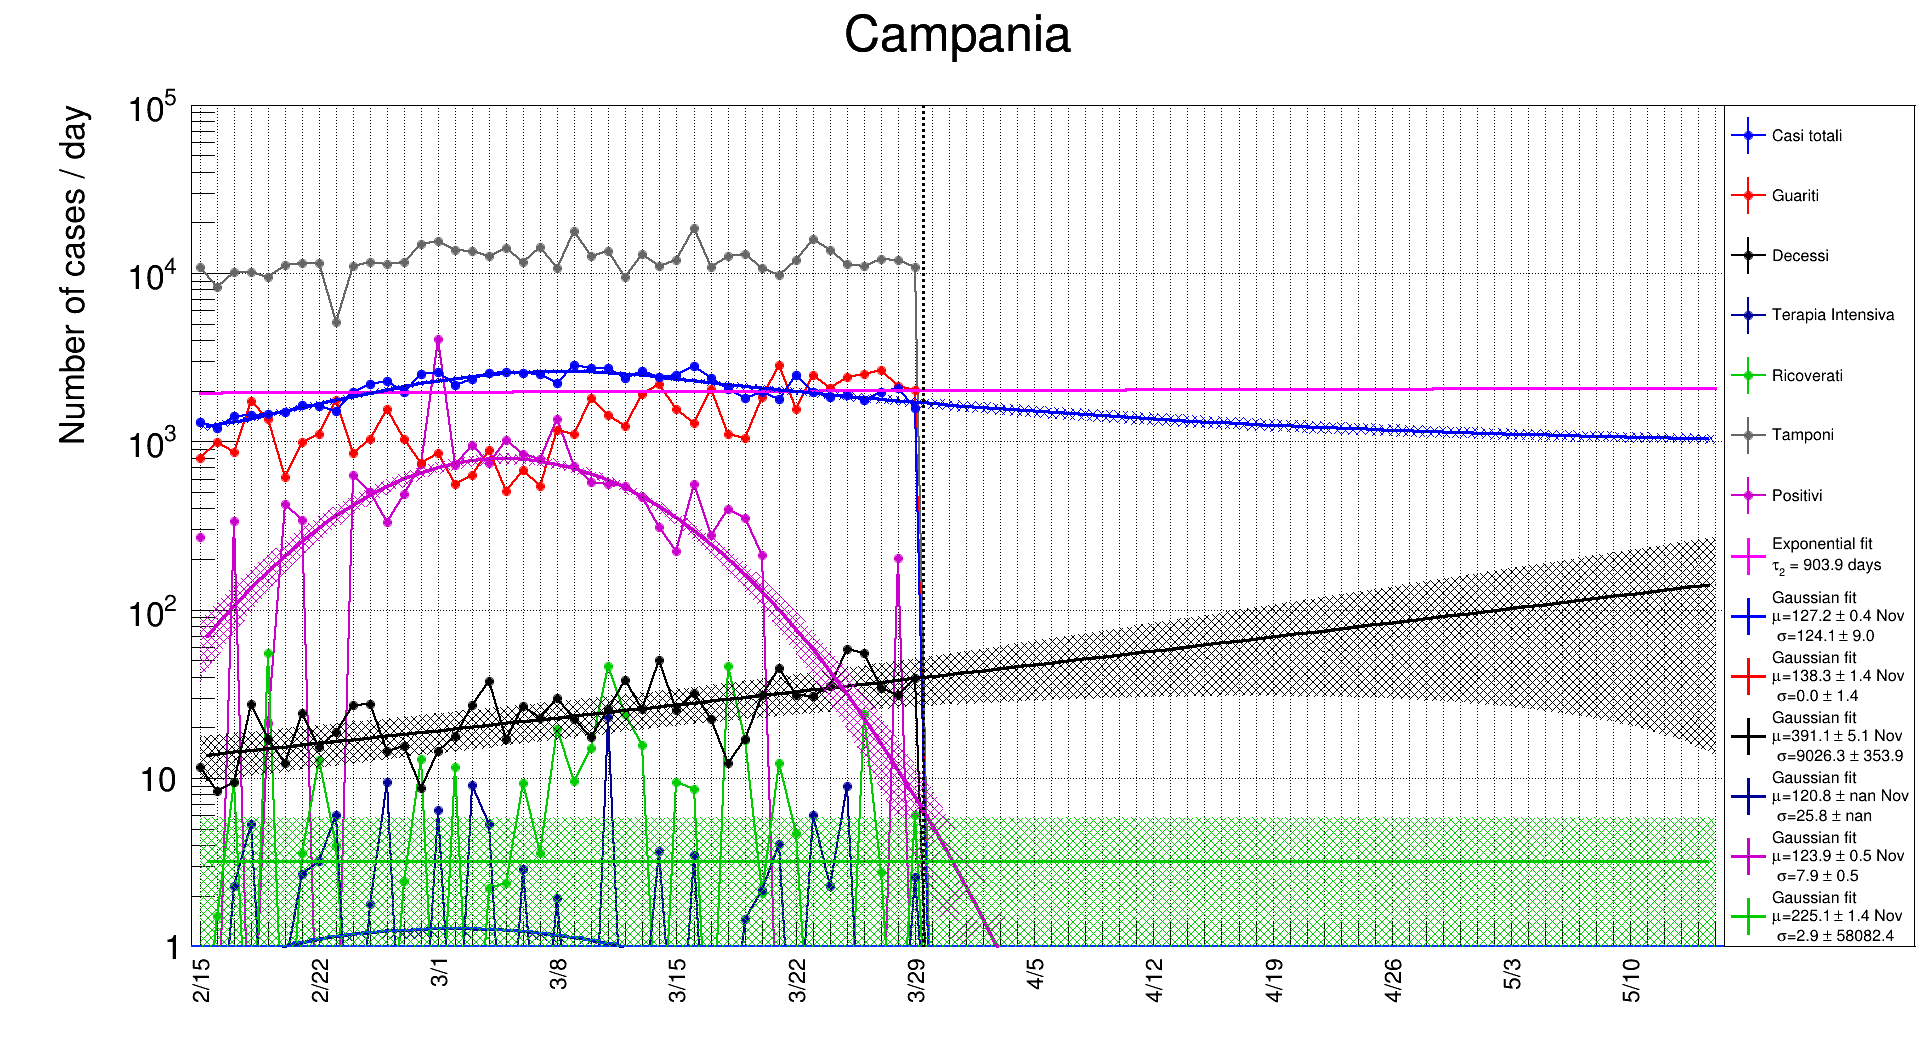 Campania
Number of cases / day
10^5
10^4
10^3
10^2
10
1
2/15
2/22
3/1
3/8
3/15
3/22
3/29
4/5
4/12
4/19
4/26
5/3
5/10
Casi totali
Guariti
Decessi
Terapia Intensiva
Ricoverati
Tamponi
Positivi
Exponential fit
τ₂ = 903.9 days
Gaussian fit
μ=127.2 ± 0.4 Nov
σ=124.1 ± 9.0
Gaussian fit
μ=138.3 ± 1.4 Nov
σ=0.0 ± 1.4
Gaussian fit
μ=391.1 ± 5.1 Nov
σ=9026.3 ± 353.9
Gaussian fit
μ=120.8 ± nan Nov
σ=25.8 ± nan
Gaussian fit
μ=123.9 ± 0.5 Nov
σ=7.9 ± 0.5
Gaussian fit
μ=225.1 ± 1.4 Nov
σ=2.9 ± 58082.4